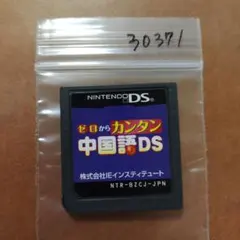 30371
NINTENDO DS
ゼロからカンタン
中国語DS
株式会社IEインスティテュート
NTR-BZCJ-JPN